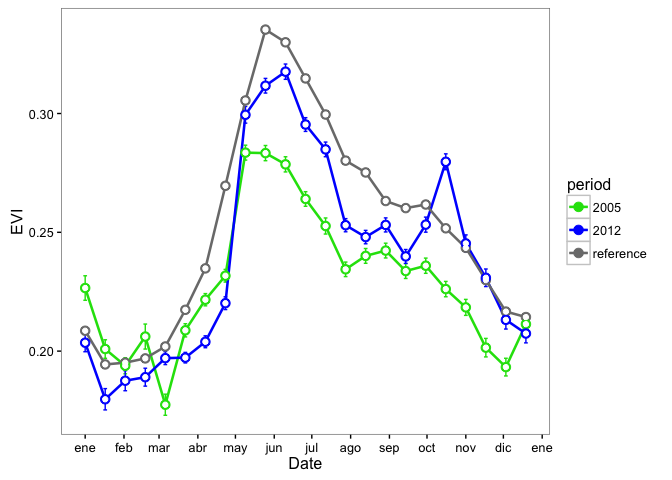 EVI
0.30
0.25
0.20
ene feb mar abr may jun jul ago sep oct nov dic ene
Date
period
2005
2012
reference